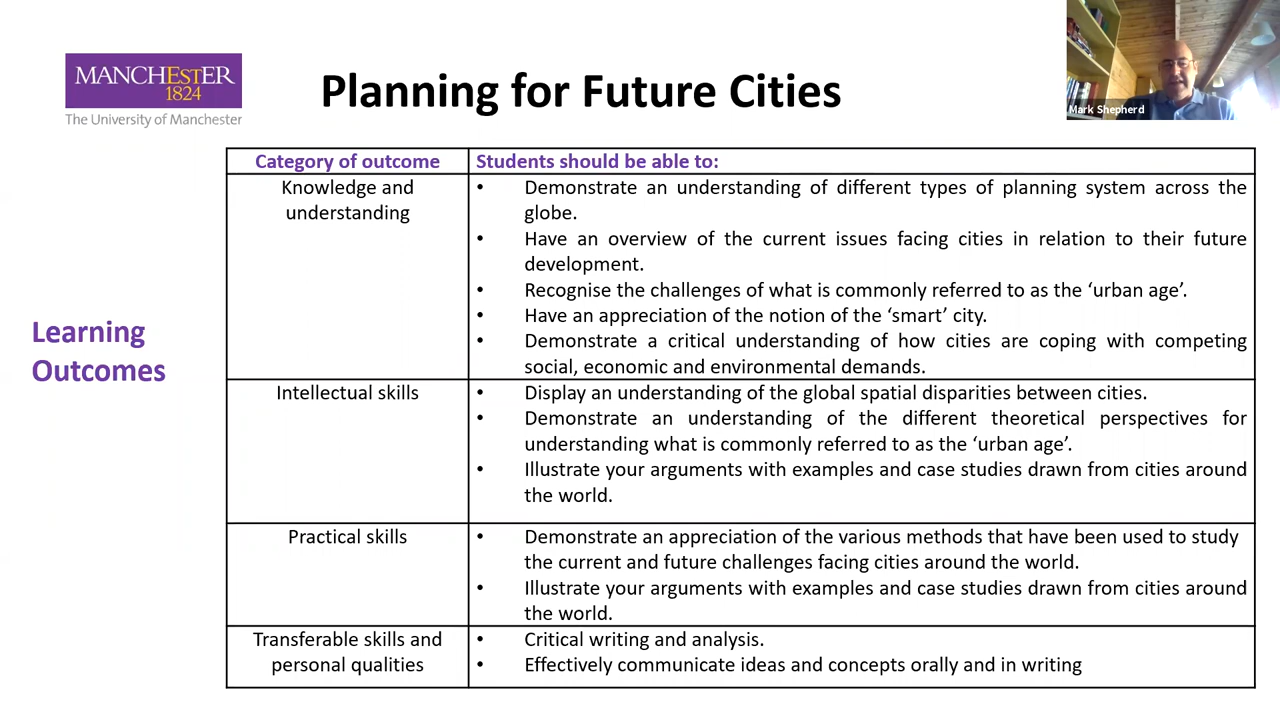 MANCHESTER
1824
The University of Manchester
Planning for Future Cities
Mark Shepherd
Learning
Outcomes
Category of outcome
Students should be able to:
Knowledge and
understanding
• Demonstrate an understanding of different types of planning system across the
globe.
• Have an overview of the current issues facing cities in relation to their future
development.
• Recognise the challenges of what is commonly referred to as the ‘urban age’.
• Have an appreciation of the notion of the ‘smart’ city.
• Demonstrate a critical understanding of how cities are coping with competing
social, economic and environmental demands.
Intellectual skills
• Display an understanding of the global spatial disparities between cities.
• Demonstrate an understanding of the different theoretical perspectives for
understanding what is commonly referred to as the ‘urban age’.
• Illustrate your arguments with examples and case studies drawn from cities around
the world.
Practical skills
• Demonstrate an appreciation of the various methods that have been used to study
the current and future challenges facing cities around the world.
• Illustrate your arguments with examples and case studies drawn from cities around
the world.
Transferable skills and
personal qualities
• Critical writing and analysis.
• Effectively communicate ideas and concepts orally and in writing